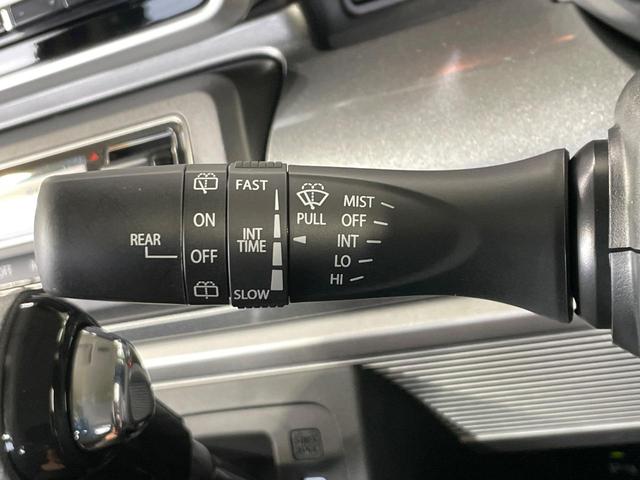 FAST
MIST
PULL
OFF
ON
INT
TIME
INT
REAR
OFF
LO
SLOW
HI